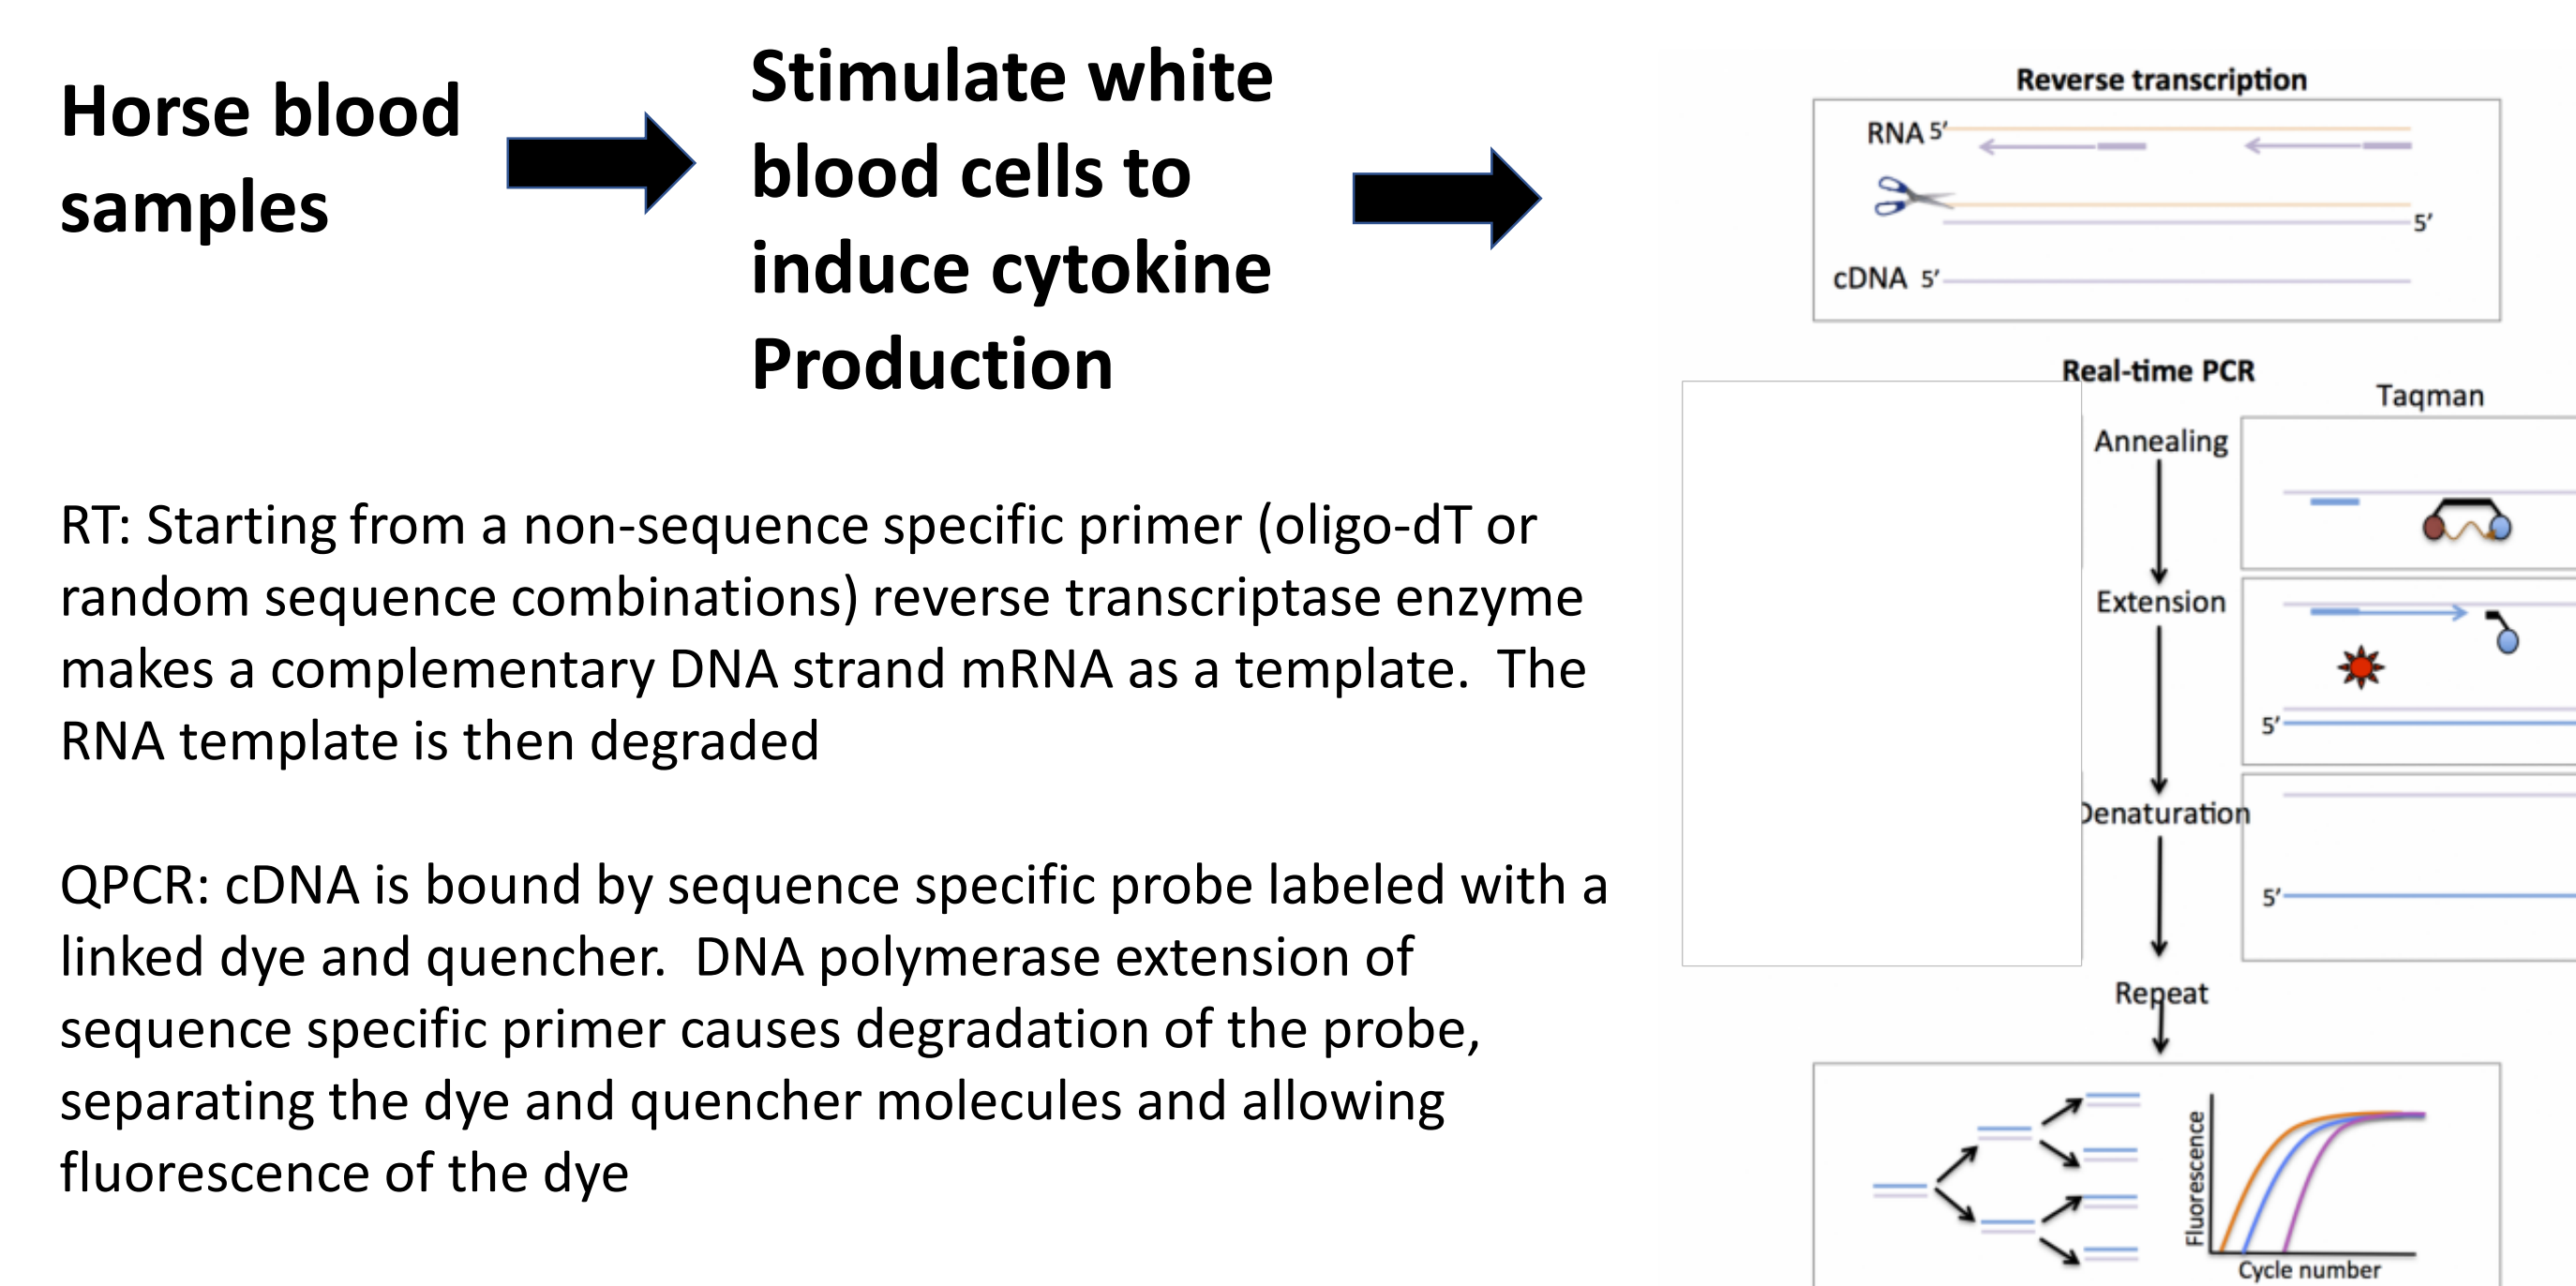 Horse blood
samples
Stimulate white
blood cells to
induce cytokine
Production
RT: Starting from a non-sequence specific primer (oligo-dT or
random sequence combinations) reverse transcriptase enzyme
makes a complementary DNA strand mRNA as a template.  The
RNA template is then degraded
QPCR: cDNA is bound by sequence specific probe labeled with a
linked dye and quencher.  DNA polymerase extension of
sequence specific primer causes degradation of the probe,
separating the dye and quencher molecules and allowing
fluorescence of the dye
Reverse transcription
RNA 5’
5’
cDNA 5’
Real-time PCR
Taqman
Annealing
Extension
5’
Denaturation
5’
Repeat
Fluorescence
Cycle number